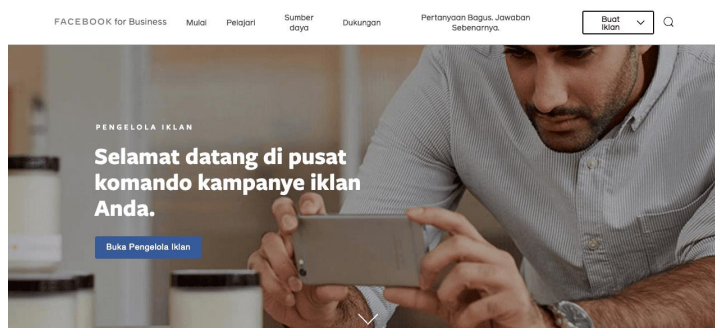 FACEBOOK for Business
Mulai
Pelajari
Sumber
daya
Dukungan
Pertanyaan Bagus. Jawaban
Sebenarnya.
Buat
Iklan
PENGELOLA IKLAN
Selamat datang di pusat
komando kampanye iklan
Anda.
Buka Pengelola Iklan